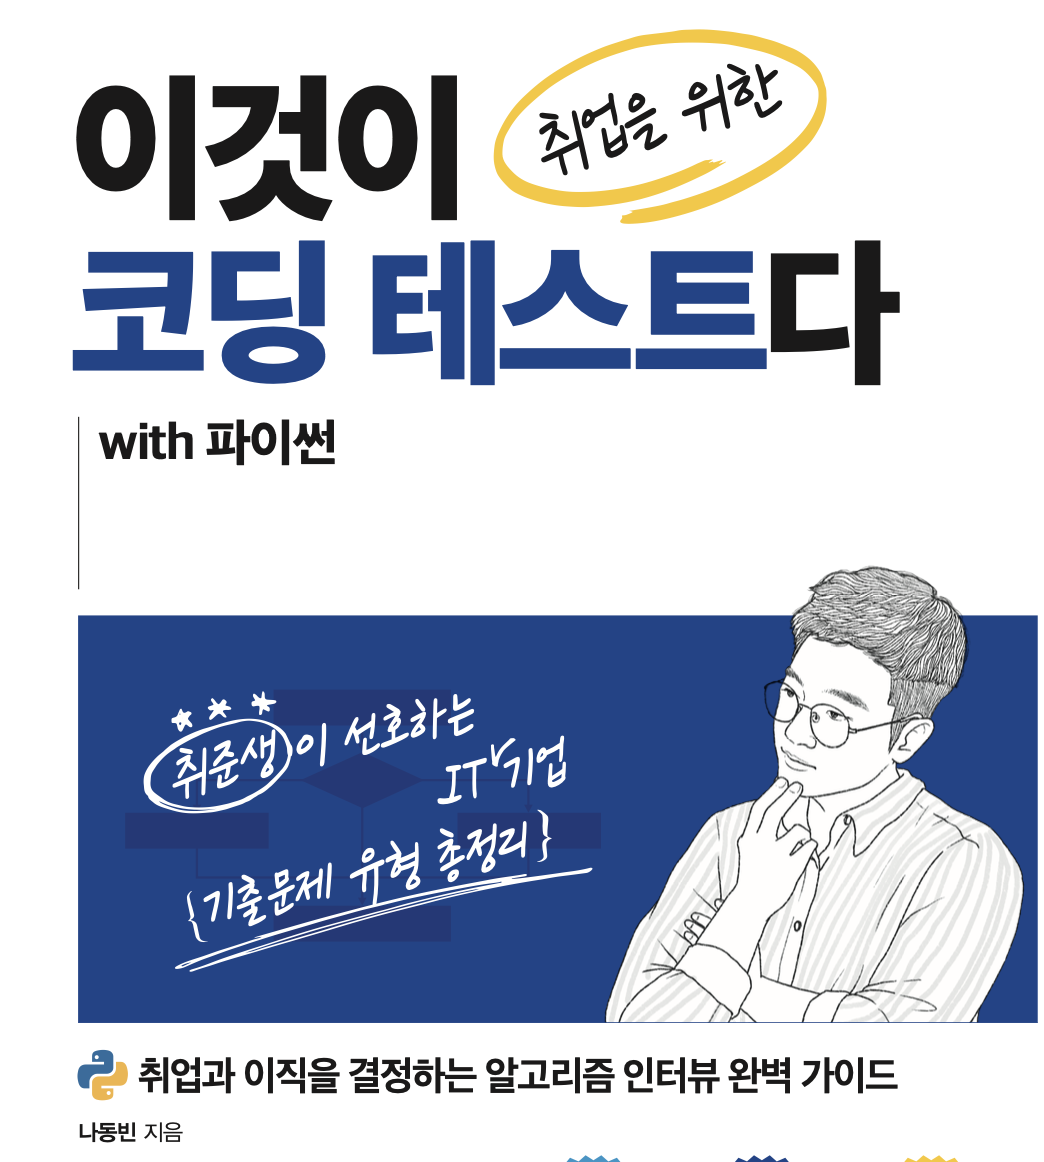 이것이 취업을 위한
코딩 테스트다
with 파이썬
취준생이 선호하는
IT기업
{기출문제 유형 총정리}
취업과 이직을 결정하는 알고리즘 인터뷰 완벽 가이드
나동빈 지음